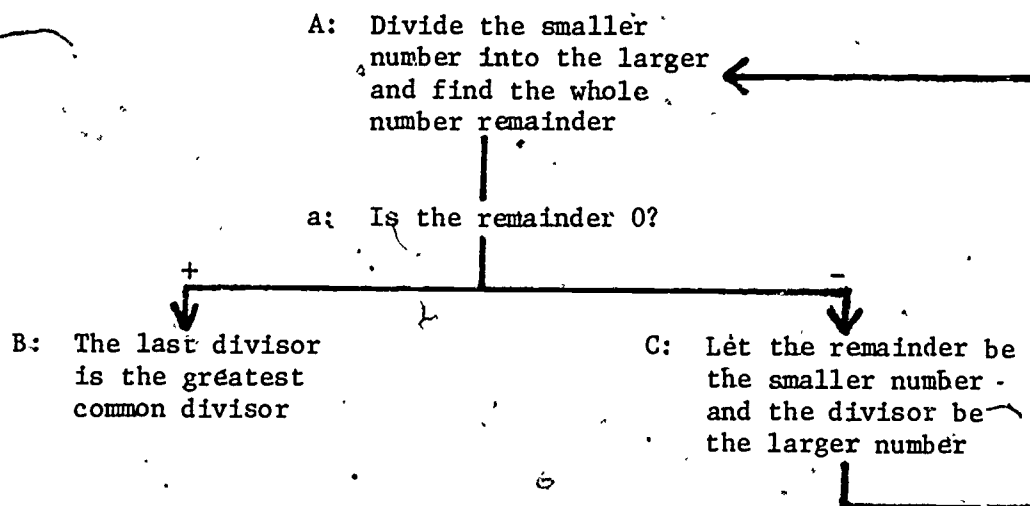 A: Divide the smaller
number into the larger
and find the whole
number remainder
a: Is the remainder 0?
+
-
B: The last divisor
is the greatest
common divisor
C: Let the remainder be
the smaller number
and the divisor be
the larger number